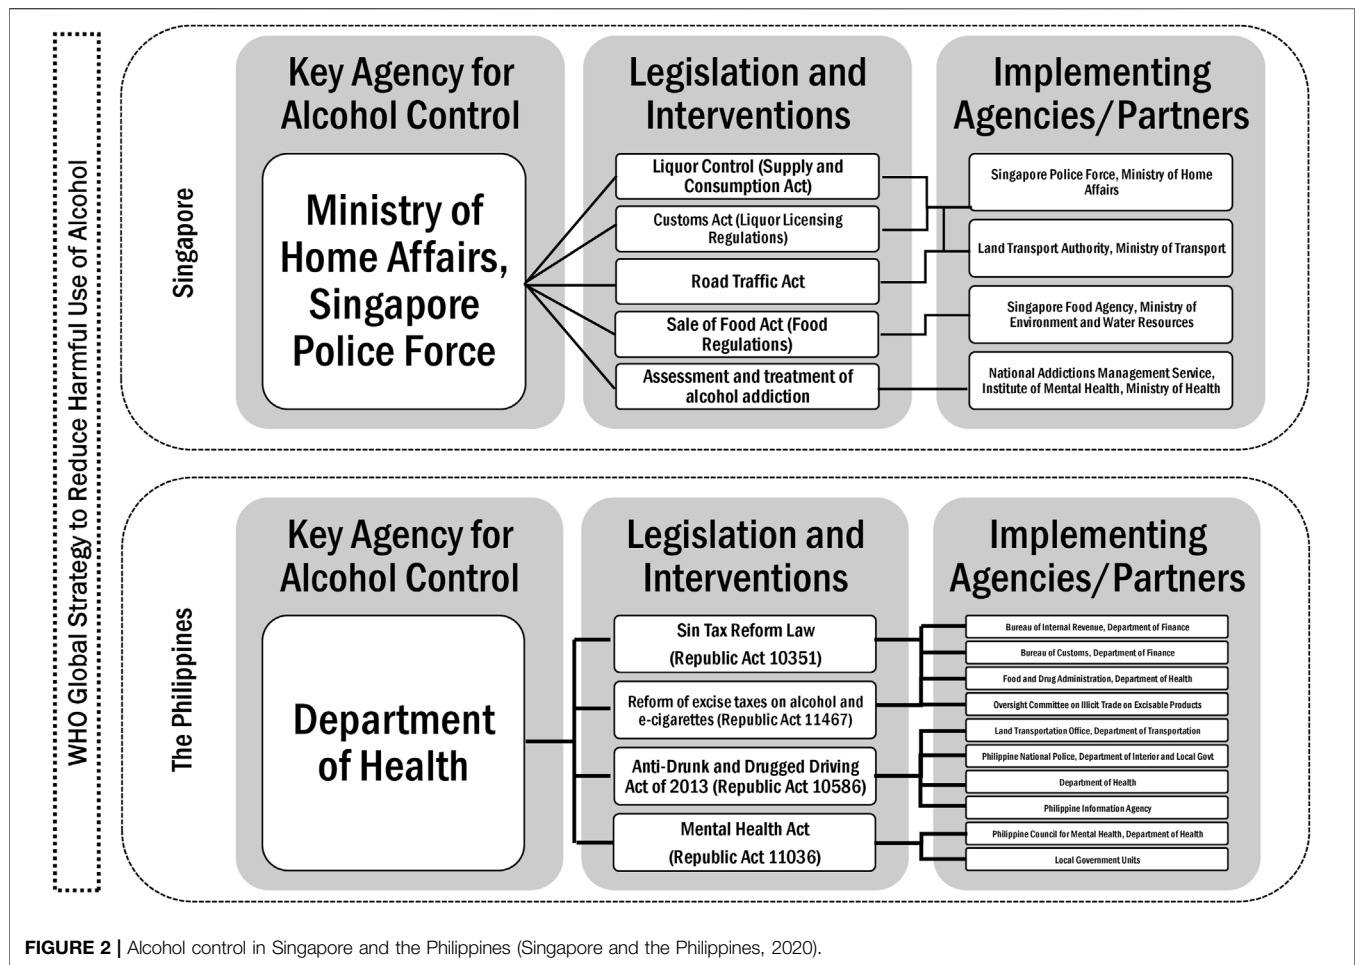 WHO Global Strategy to Reduce Harmful Use of Alcohol
Singapore
Key Agency for
Alcohol Control
Ministry of
Home Affairs,
Singapore
Police Force
Legislation and
Interventions
Liquor Control (Supply and
Consumption Act)
Customs Act (Liquor Licensing
Regulations)
Road Traffic Act
Sale of Food Act (Food
Regulations)
Assessment and treatment of
alcohol addiction
Implementing
Agencies/Partners
Singapore Police Force, Ministry of Home
Affairs
Land Transport Authority, Ministry of Transport
Singapore Food Agency, Ministry of
Environment and Water Resources
National Addictions Management Service,
Institute of Mental Health, Ministry of Health
The Philippines
Key Agency for
Alcohol Control
Department
of Health
Legislation and
Interventions
Sin Tax Reform Law
(Republic Act 10351)
Reform of excise taxes on alcohol and
e-cigarettes (Republic Act 11467)
Anti-Drunk and Drugged Driving
Act of 2013 (Republic Act 10586)
Mental Health Act
(Republic Act 11036)
Implementing
Agencies/Partners
Bureau of Internal Revenue, Department of Finance
Bureau of Customs, Department of Finance
Food and Drug Administration, Department of Health
Oversight Committee on Illicit Trade on Excisable Products
Land Transportation Office, Department of Transportation
Philippine National Police, Department of Interior and Local Govt
Department of Health
Philippine Information Agency
Philippine Council for Mental Health, Department of Health
Local Government Units
FIGURE 2 | Alcohol control in Singapore and the Philippines (Singapore and the Philippines, 2020).